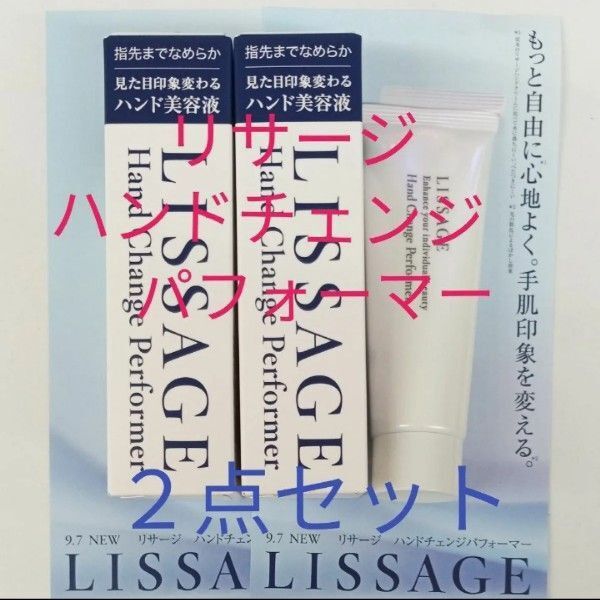 指先までなめらか
見た目印象変わる
ハンド美容液
LISSAGE
Hand Change Performer
指先までなめらか
見た目印象変わる
ハンド美容液
LISSAGE
Hand Change Performer
LISSAGE
Enhance your individual beauty
Hand Change Performer
もっと自由に心地よく。手肌印象を変える。
リサージ
ハンドチェンジ
パフォーマー
2点セット
9.7 NEW リサージ ハンドチェン
LISSA
9.7 NEW リサージ ハンドチェンジパフォーマー
LISSAGE